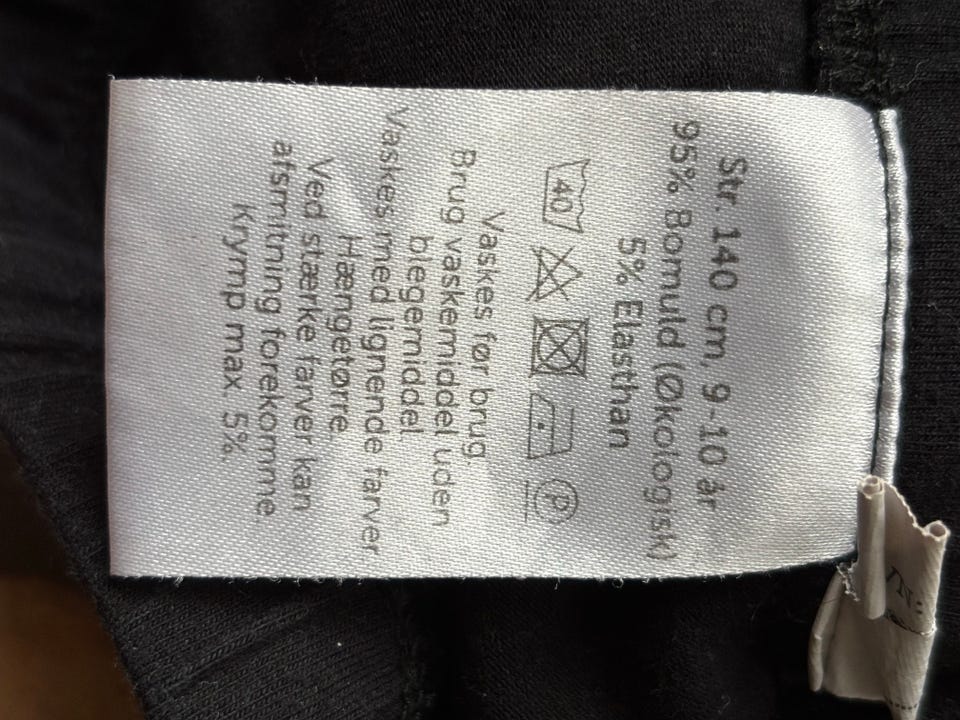 Str. 140 cm, 9-10 år
95% Bomuld (Økologisk)
5% Elasthan
40 P
Vaskes før brug.
Brug vaskemiddel uden
blegemiddel.
Vaskes med lignende farver.
Hængetørre.
Ved stærke farver kan
afsmitning forekomme.
Krymp max. 5%.